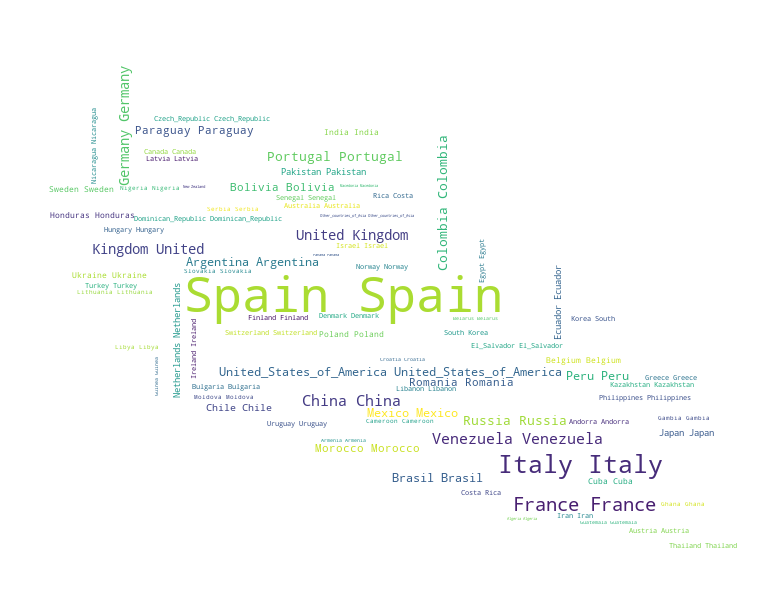 Germany Germany
Nicaragua Nicaragua
Czech_Republic Czech_Republic
Paraguay Paraguay
India India
Colombia Colombia
Canada Canada
Latvia Latvia
Portugal Portugal
Pakistan Pakistan
Sweden Sweden
Nigeria Nigeria
New Zealand
Bolivia Bolivia
Senegal Senegal
Rica Costa
Australia Australia
Serbia Serbia
Honduras Honduras
Dominican_Republic Dominican_Republic
Other_countries_of_Asia Other_countries_of_Asia
Hungary Hungary
United Kingdom
Kingdom United
Israel Israel
Egypt Egypt
Argentina Argentina
Norway Norway
Slovakia Slovakia
Ukraine Ukraine
Turkey Turkey
Lithuania Lithuania
Spain Spain
Ecuador Ecuador
Netherlands Netherlands
Ireland Ireland
Finland Finland
Denmark Denmark
Belarus Belarus
Korea South
Switzerland Switzerland
Poland Poland
South Korea
Libya Libya
El_Salvador El_Salvador
Croatia Croatia
Belgium Belgium
Guinea Guinea
United_States_of_America United_States_of_America
Peru Peru
Greece Greece
Romania Romania
Kazakhstan Kazakhstan
Bulgaria Bulgaria
Lebanon Lebanon
Moldova Moldova
China China
Philippines Philippines
Chile Chile
Mexico Mexico
Gambia Gambia
Uruguay Uruguay
Cameroon Cameroon
Russia Russia
Andorra Andorra
Japan Japan
Armenia Armenia
Venezuela Venezuela
Morocco Morocco
Italy Italy
Brasil Brasil
Cuba Cuba
Costa Rica
France France
Ghana Ghana
Iran Iran
Algeria Algeria
Guatemala Guatemala
Austria Austria
Thailand Thailand